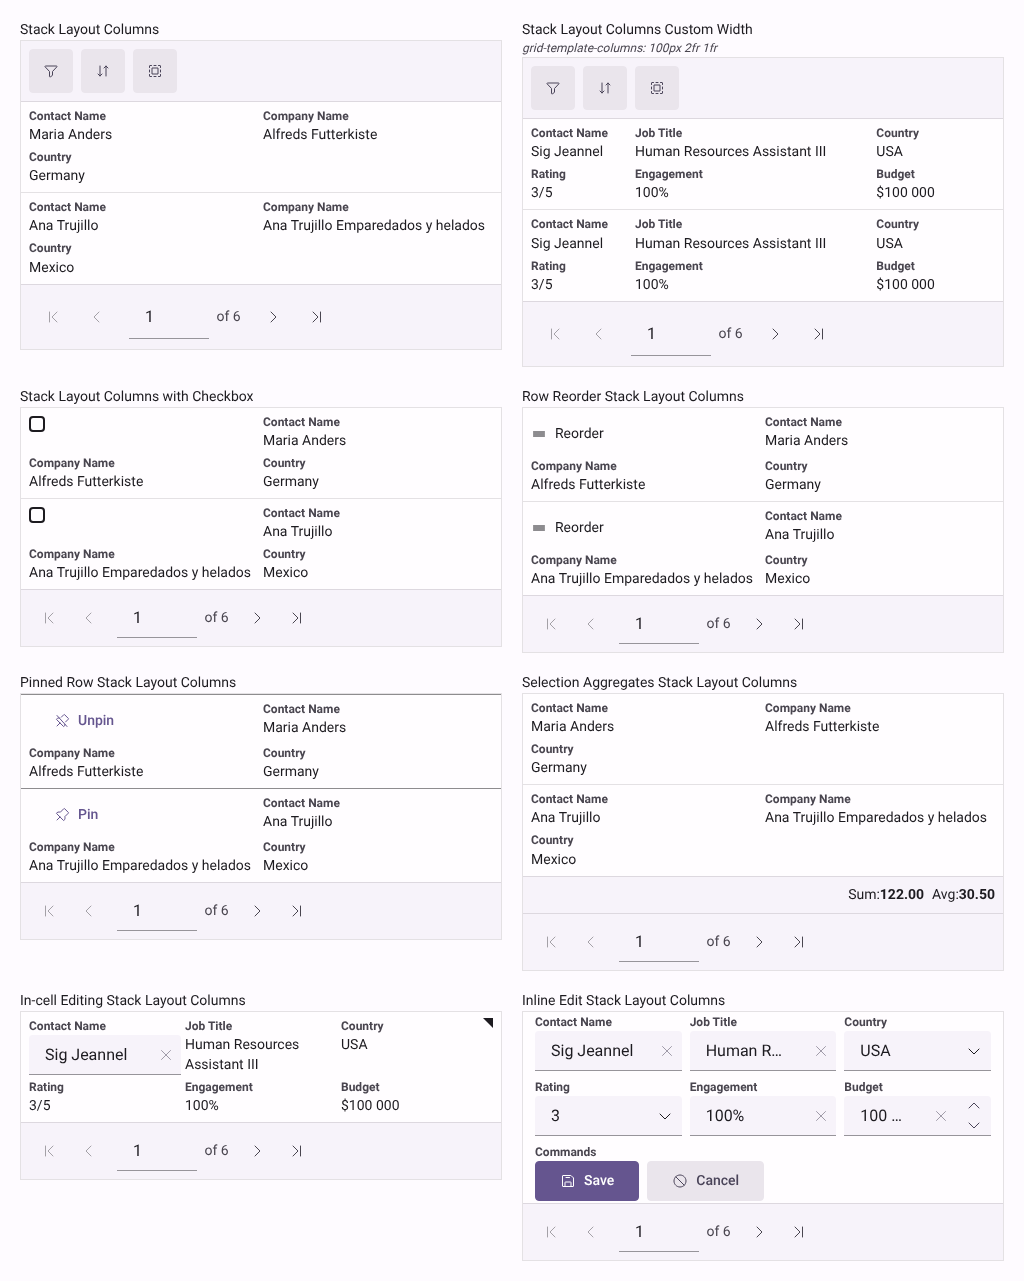 Stack Layout Columns
Contact Name Company Name
Maria Anders Alfreds Futterkiste
Country
Germany
Contact Name Company Name
Ana Trujillo Ana Trujillo Emparedados y helados
Country
Mexico
1 of 6
Stack Layout Columns Custom Width
grid-template-columns: 100px 2fr 1fr
Contact Name Job Title Country
Sig Jeannel Human Resources Assistant III USA
Rating Engagement Budget
3/5 100% $100 000
Contact Name Job Title Country
Sig Jeannel Human Resources Assistant III USA
Rating Engagement Budget
3/5 100% $100 000
1 of 6
Stack Layout Columns with Checkbox
Contact Name
Maria Anders
Company Name Country
Alfreds Futterkiste Germany
Contact Name
Ana Trujillo
Company Name Country
Ana Trujillo Emparedados y helados Mexico
1 of 6
Row Reorder Stack Layout Columns
Contact Name
Reorder
Maria Anders
Company Name Country
Alfreds Futterkiste Germany
Contact Name
Reorder
Ana Trujillo
Company Name Country
Ana Trujillo Emparedados y helados Mexico
1 of 6
Pinned Row Stack Layout Columns
Contact Name
Unpin
Maria Anders
Company Name Country
Alfreds Futterkiste Germany
Contact Name
Pin
Ana Trujillo
Company Name Country
Ana Trujillo Emparedados y helados Mexico
1 of 6
Selection Aggregates Stack Layout Columns
Contact Name Company Name
Maria Anders Alfreds Futterkiste
Country
Germany
Contact Name Company Name
Ana Trujillo Ana Trujillo Emparedados y helados
Country
Mexico
Sum:122.00 Avg:30.50
1 of 6
In-cell Editing Stack Layout Columns
Contact Name Job Title Country
Sig Jeannel Human Resources USA
Assistant III
Rating Engagement Budget
3/5 100% $100 000
1 of 6
Inline Edit Stack Layout Columns
Contact Name Job Title Country
Sig Jeannel Human R... USA
Rating Engagement Budget
3 100% 100 ...
Commands
Save Cancel
1 of 6